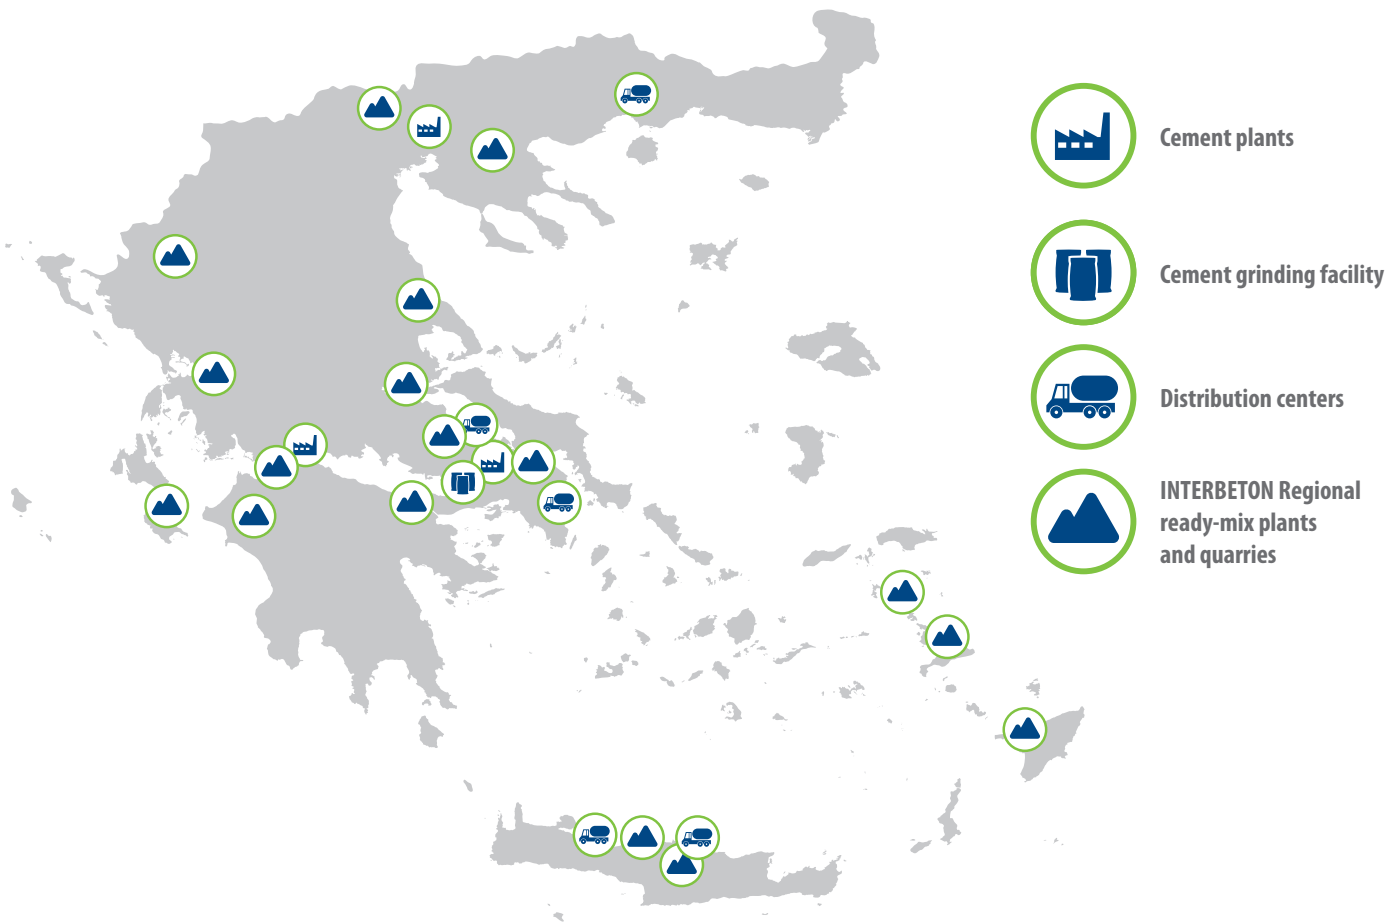 Cement plants
Cement grinding facility
Distribution centers
INTERBETON Regional
ready-mix plants
and quarries